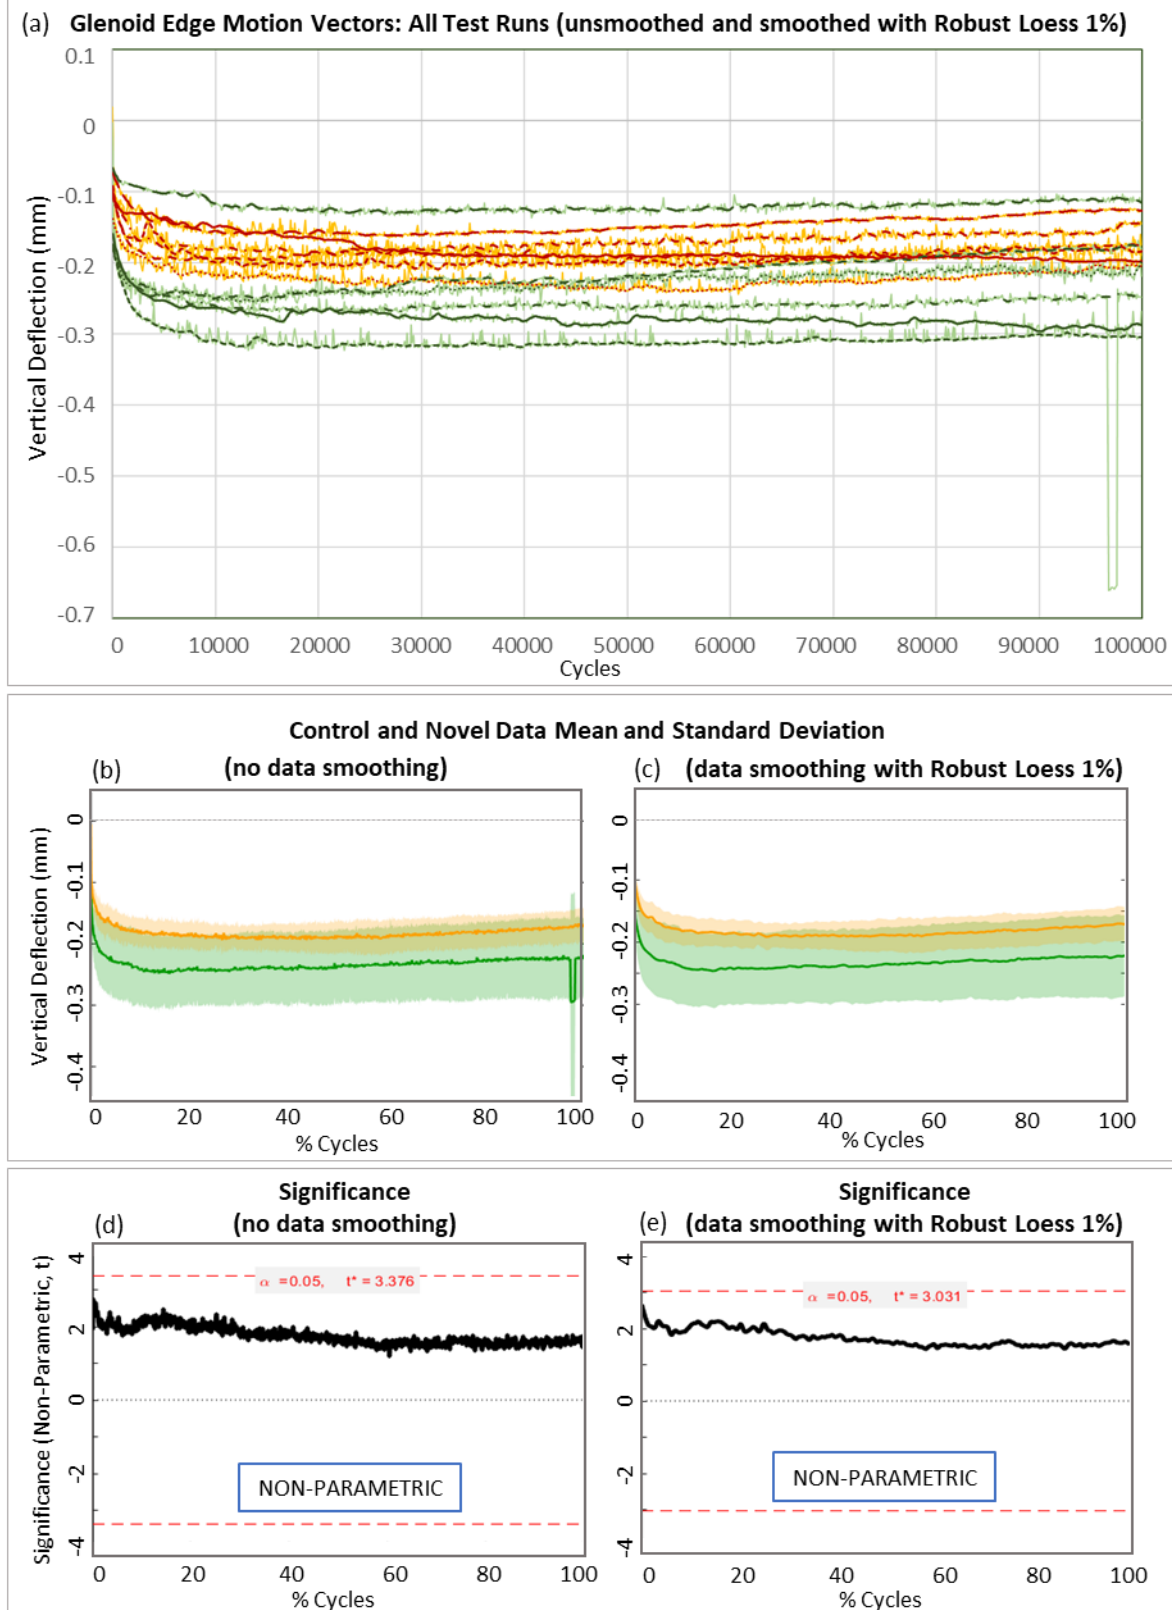 (a) Glenoid Edge Motion Vectors: All Test Runs (unsmoothed and smoothed with Robust Loess 1%)
0.1
0
-0.1
-0.2
-0.3
-0.4
-0.5
-0.6
-0.7
Vertical Deflection (mm)
0 10000 20000 30000 40000 50000 60000 70000 80000 90000 100000
Cycles
Control and Novel Data Mean and Standard Deviation
(b) (no data smoothing)
0
-0.1
-0.2
-0.3
-0.4
Vertical Deflection (mm)
0 20 40 60 80 100
% Cycles
(c) (data smoothing with Robust Loess 1%)
0
-0.1
-0.2
-0.3
-0.4
0 20 40 60 80 100
% Cycles
Significance
(d) (no data smoothing)
4
2
0
-2
-4
Significance (Non-Parametric, t)
α =0.05, t* = 3.376
NON-PARAMETRIC
0 20 40 60 80 100
% Cycles
Significance
(e) (data smoothing with Robust Loess 1%)
4
2
0
-2
-4
α =0.05, t* = 3.031
NON-PARAMETRIC
0 20 40 60 80 100
% Cycles